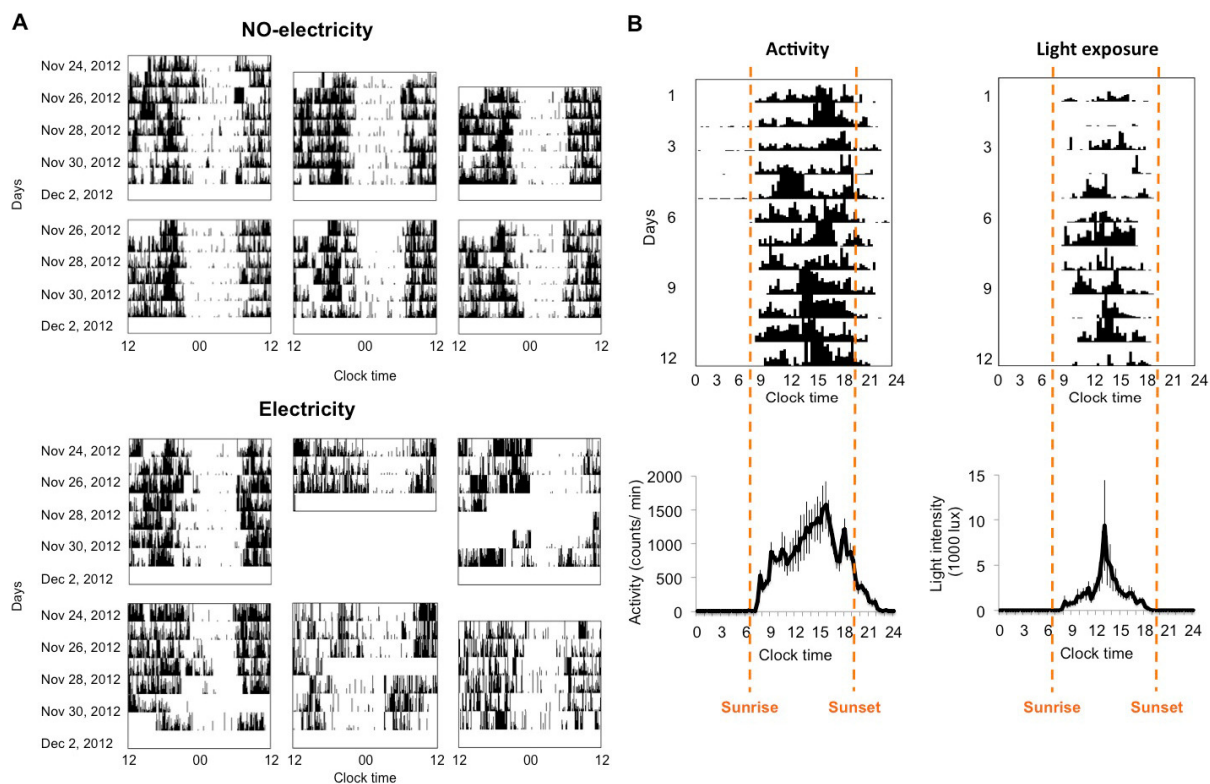 A
NO-electricity
Nov 24, 2012
Nov 26, 2012
Nov 28, 2012
Nov 30, 2012
Dec 2, 2012
Days
Nov 26, 2012
Nov 28, 2012
Nov 30, 2012
Dec 2, 2012
12 00 12 12 00 12 12 00 12
Clock time
Electricity
Nov 24, 2012
Nov 26, 2012
Nov 28, 2012
Nov 30, 2012
Dec 2, 2012
Days
Nov 24, 2012
Nov 26, 2012
Nov 28, 2012
Nov 30, 2012
Dec 2, 2012
12 00 12 12 00 12 12 00 12
Clock time
B
Activity
1
3
6
9
12
Days
0 3 6 9 12 15 18 21 24
Clock time
Light exposure
1
3
6
9
12
0 3 6 9 12 15 18 21 24
Clock time
2000
1500
1000
500
0
Activity (counts/ min)
0 3 6 9 12 15 18 21 24
Clock time
Sunrise Sunset
15
10
5
0
Light intensity
(1000 lux)
0 3 6 9 12 15 18 21 24
Clock time
Sunrise Sunset